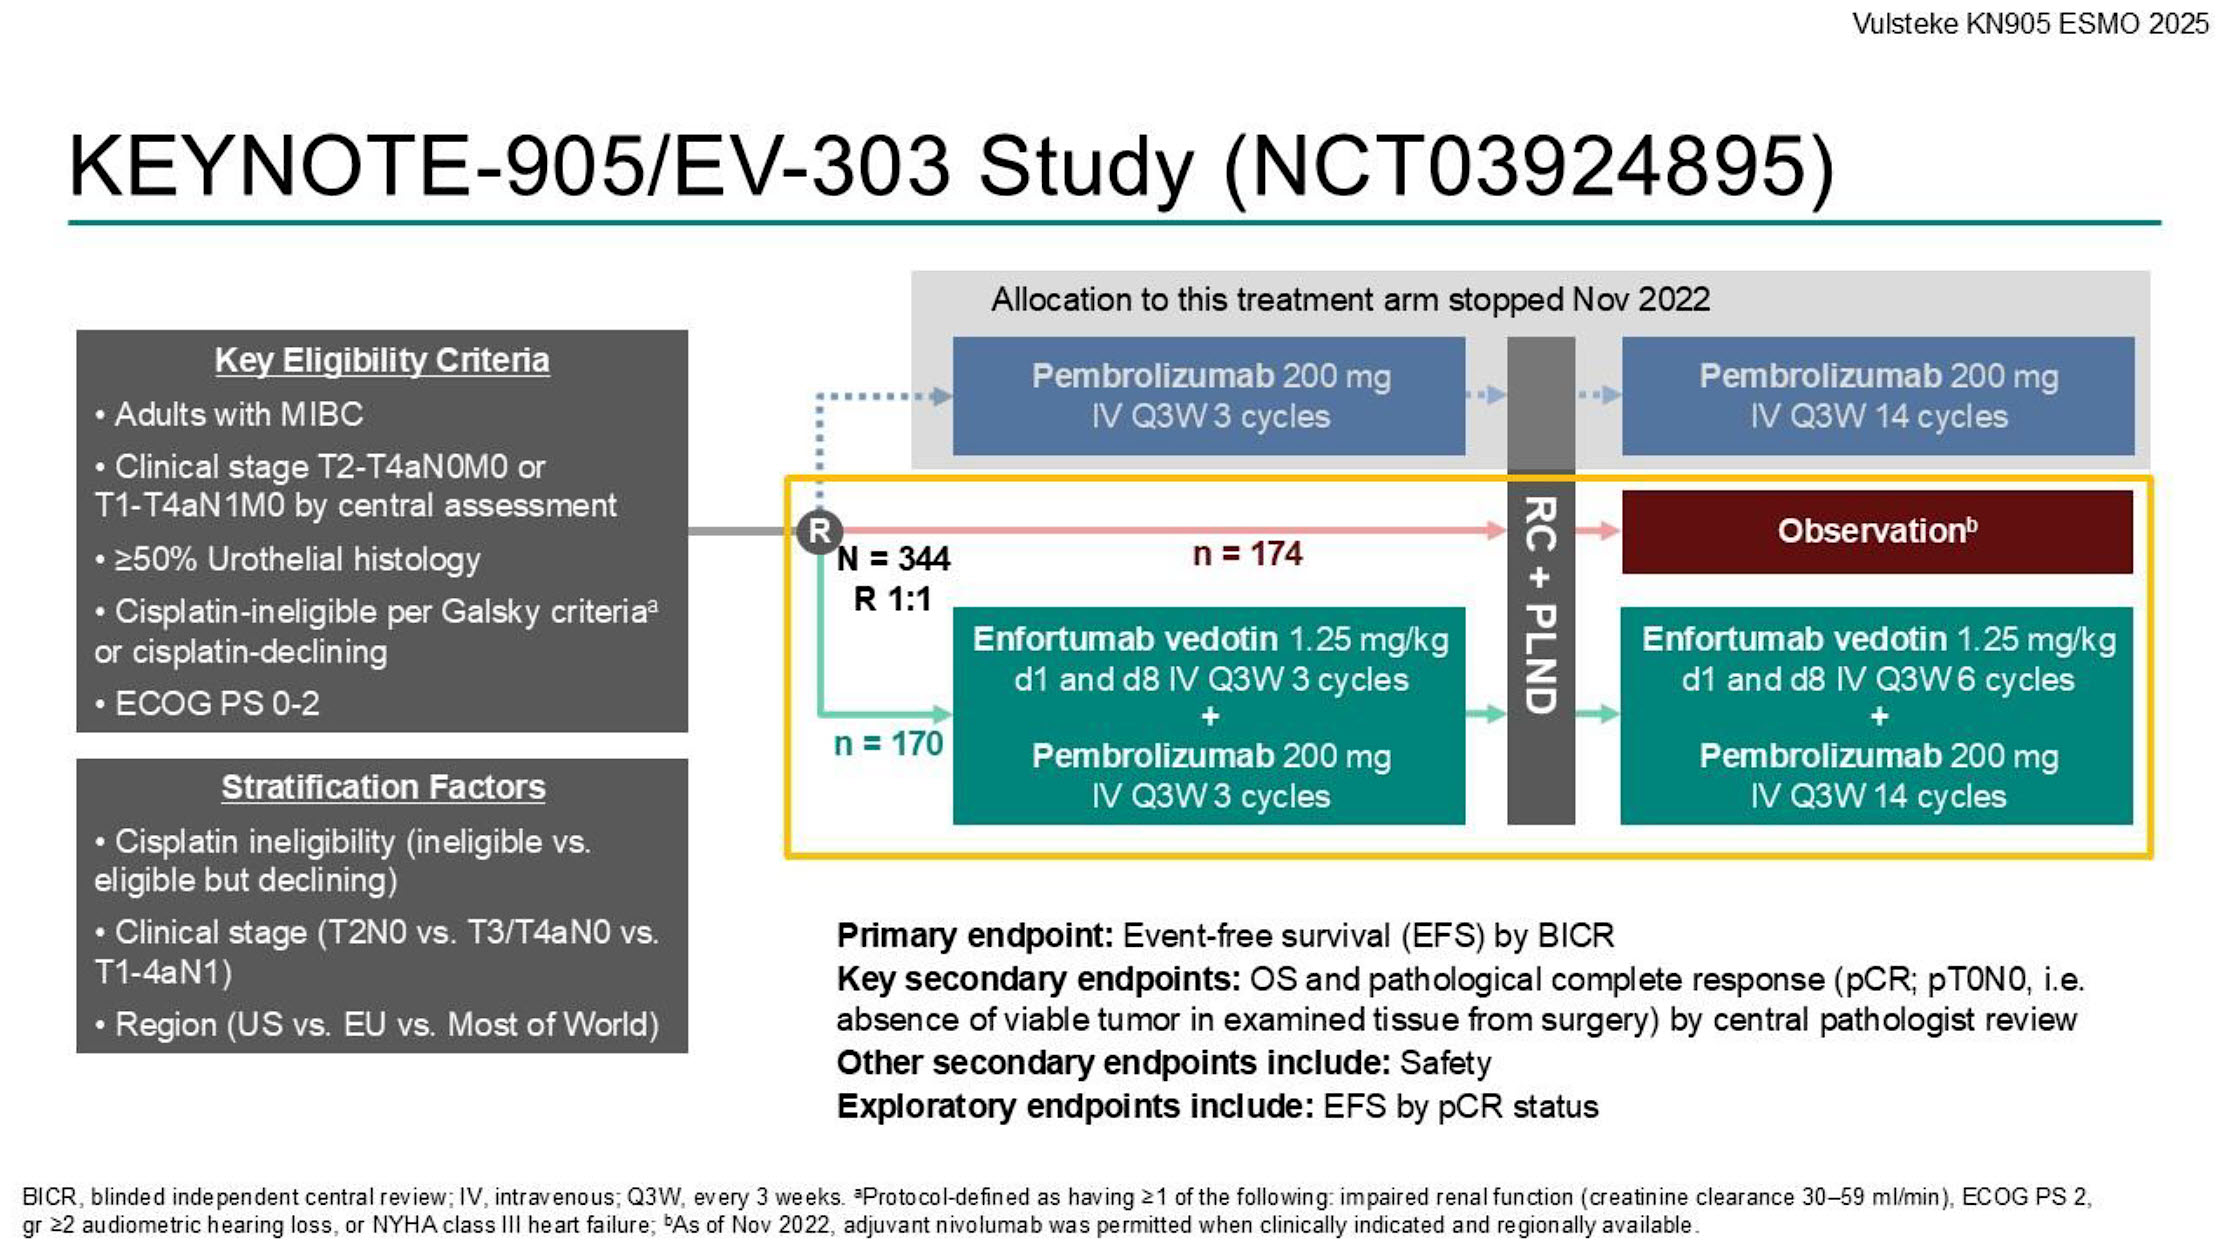 Vulsteke KN905 ESMO 2025
KEYNOTE-905/EV-303 Study (NCT03924895)
Key Eligibility Criteria
• Adults with MIBC
• Clinical stage T2-T4aN0M0 or
T1-T4aN1M0 by central assessment
• ≥50% Urothelial histology
• Cisplatin-ineligible per Galsky criteriaᵃ
or cisplatin-declining
• ECOG PS 0-2
Stratification Factors
• Cisplatin ineligibility (ineligible vs.
eligible but declining)
• Clinical stage (T2N0 vs. T3/T4aN0 vs.
T1-4aN1)
• Region (US vs. EU vs. Most of World)
Allocation to this treatment arm stopped Nov 2022
Pembrolizumab 200 mg
IV Q3W 3 cycles
Pembrolizumab 200 mg
IV Q3W 14 cycles
R
N = 344
R 1:1
n = 174
RC + PLND
Observationᵇ
n = 170
Enfortumab vedotin 1.25 mg/kg
d1 and d8 IV Q3W 3 cycles
+
Pembrolizumab 200 mg
IV Q3W 3 cycles
Enfortumab vedotin 1.25 mg/kg
d1 and d8 IV Q3W 6 cycles
+
Pembrolizumab 200 mg
IV Q3W 14 cycles
Primary endpoint: Event-free survival (EFS) by BICR
Key secondary endpoints: OS and pathological complete response (pCR; pT0N0, i.e.
absence of viable tumor in examined tissue from surgery) by central pathologist review
Other secondary endpoints include: Safety
Exploratory endpoints include: EFS by pCR status
BICR, blinded independent central review; IV, intravenous; Q3W, every 3 weeks. ᵃProtocol-defined as having ≥1 of the following: impaired renal function (creatinine clearance 30–59 ml/min), ECOG PS 2,
gr ≥2 audiometric hearing loss, or NYHA class III heart failure; ᵇAs of Nov 2022, adjuvant nivolumab was permitted when clinically indicated and regionally available.